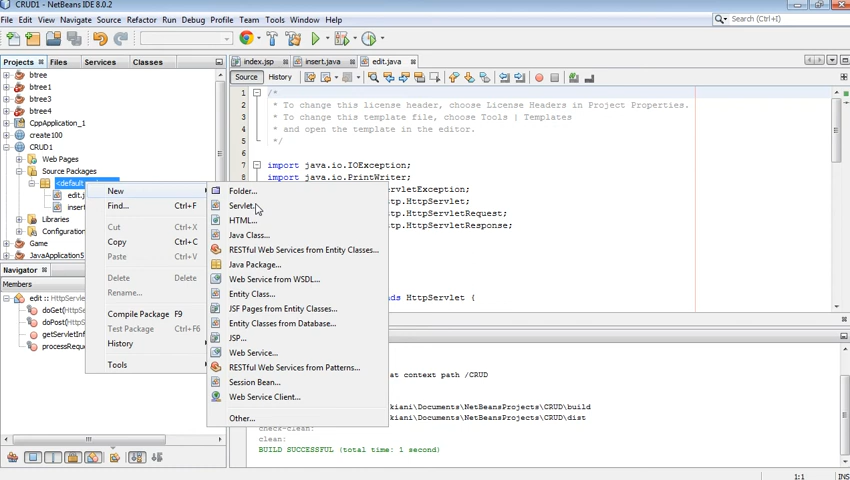 CRUD1 - NetBeans IDE 8.0.2
File Edit View Navigate Source Refactor Run Debug Profile Team Tools Window Help
Search (Ctrl+I)
Projects Files Services Classes
index.jsp insert.java edit.java
Source History
btree
btree1
btree3
btree4
CppApplication_1
create100
CRUD1
Web Pages
Source Packages
<default
edit.j
inser
Libraries
Configuration
Game
JavaApplication5
1 /*
2 * To change this license header, choose License Headers in Project Properties.
3 * To change this template file, choose Tools | Templates
4 * and open the template in the editor.
5 */
6
7 import java.io.IOException;
8 import java.io.PrintWriter;
ervletException;
http.HttpServlet;
http.HttpServletRequest;
http.HttpServletResponse;
nds HttpServlet {
New
Find... Ctrl+F
Cut Ctrl+X
Copy Ctrl+C
Paste Ctrl+V
Delete Delete
Rename...
Compile Package F9
Test Package Ctrl+F6
History
Tools
Folder...
Servlet...
HTML...
Java Class...
RESTful Web Services from Entity Classes...
Java Package...
Web Service from WSDL...
Entity Class...
JSF Pages from Entity Classes...
Entity Classes from Database...
JSP...
Web Service...
RESTful Web Services from Patterns...
Session Bean...
Web Service Client...
Other...
Navigator
Members
edit :: HttpServle
doGet(H
doPost(
getServletInf
processRequ
at context path /CRUD
kiani\Documents\NetBeansProjects\CRUD\build
kiani\Documents\NetBeansProjects\CRUD\dist
check-clean:
clean:
BUILD SUCCESSFUL (total time: 1 second)
1:1 INS